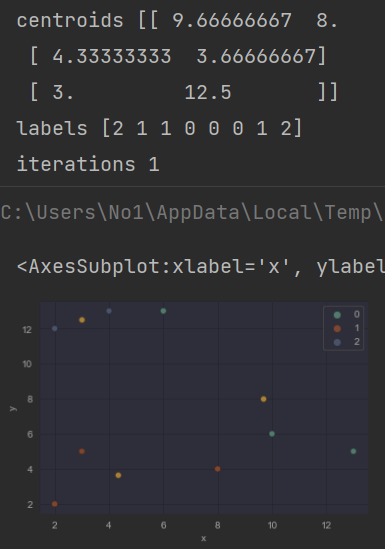 centroids [[ 9.66666667  8.
 [ 4.33333333  3.66666667]
 [ 3.         12.5       ]]
labels [2 1 1 0 0 0 1 2]
iterations 1
C:\Users\No1\AppData\Local\Temp\
<AxesSubplot:xlabel='x', ylabel
0
1
2
12
10
8
6
4
2
y
2 4 6 8 10 12
x